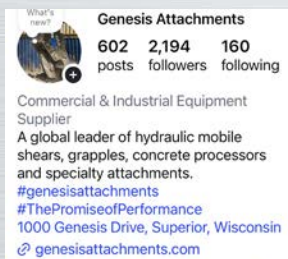 What's
new?
Genesis Attachments
602 2,194 160
posts followers following
Commercial & Industrial Equipment
Supplier
A global leader of hydraulic mobile
shears, grapples, concrete processors
and specialty attachments.
#genesisattachments
#ThePromiseofPerformance
1000 Genesis Drive, Superior, Wisconsin
genesisattachments.com